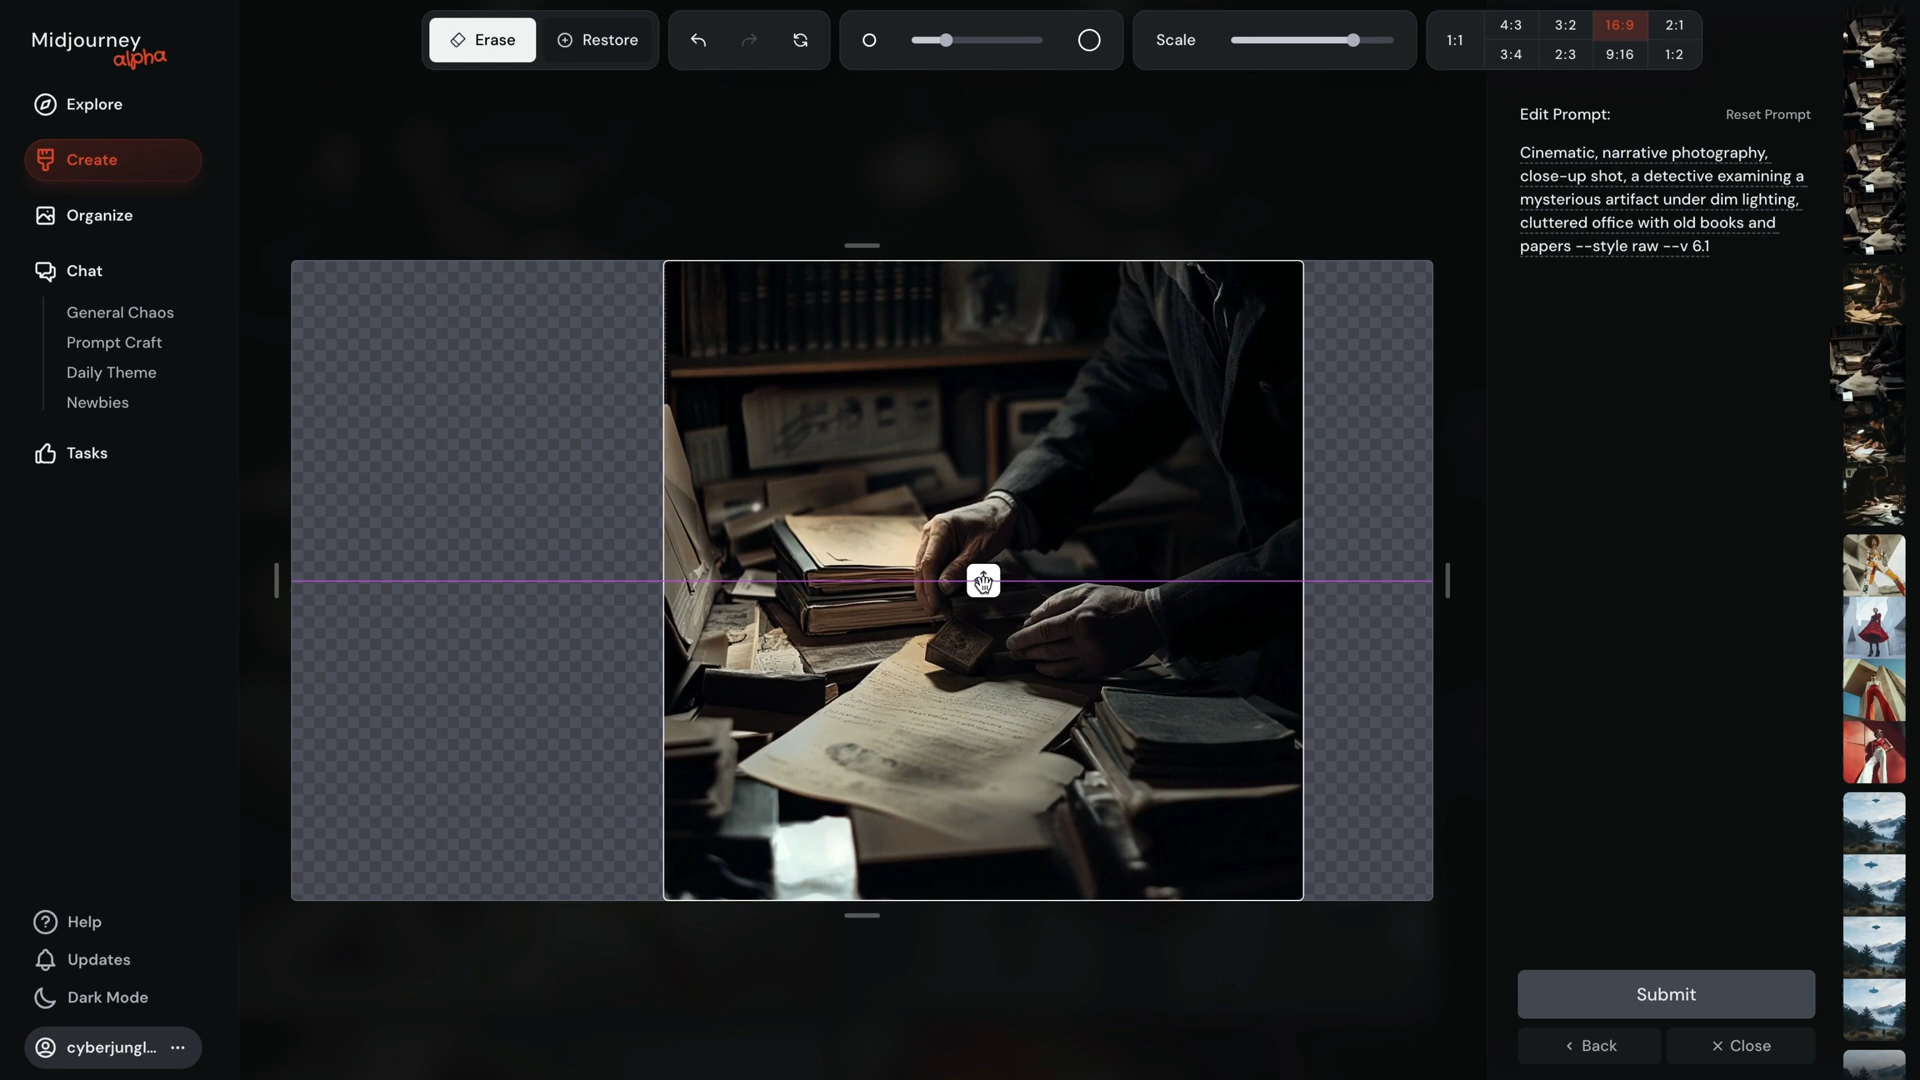 Midjourney
alpha
Explore
Create
Organize
Chat
General Chaos
Prompt Craft
Daily Theme
Newbies
Tasks
Help
Updates
Dark Mode
cyberjungl... ···
Erase
Restore
Scale
1:1
4:3 3:2 16:9 2:1
3:4 2:3 9:16 1:2
Edit Prompt:
Reset Prompt
Cinematic, narrative photography,
close-up shot, a detective examining a
mysterious artifact under dim lighting,
cluttered office with old books and
papers --style raw --v 6.1
Submit
Back
Close